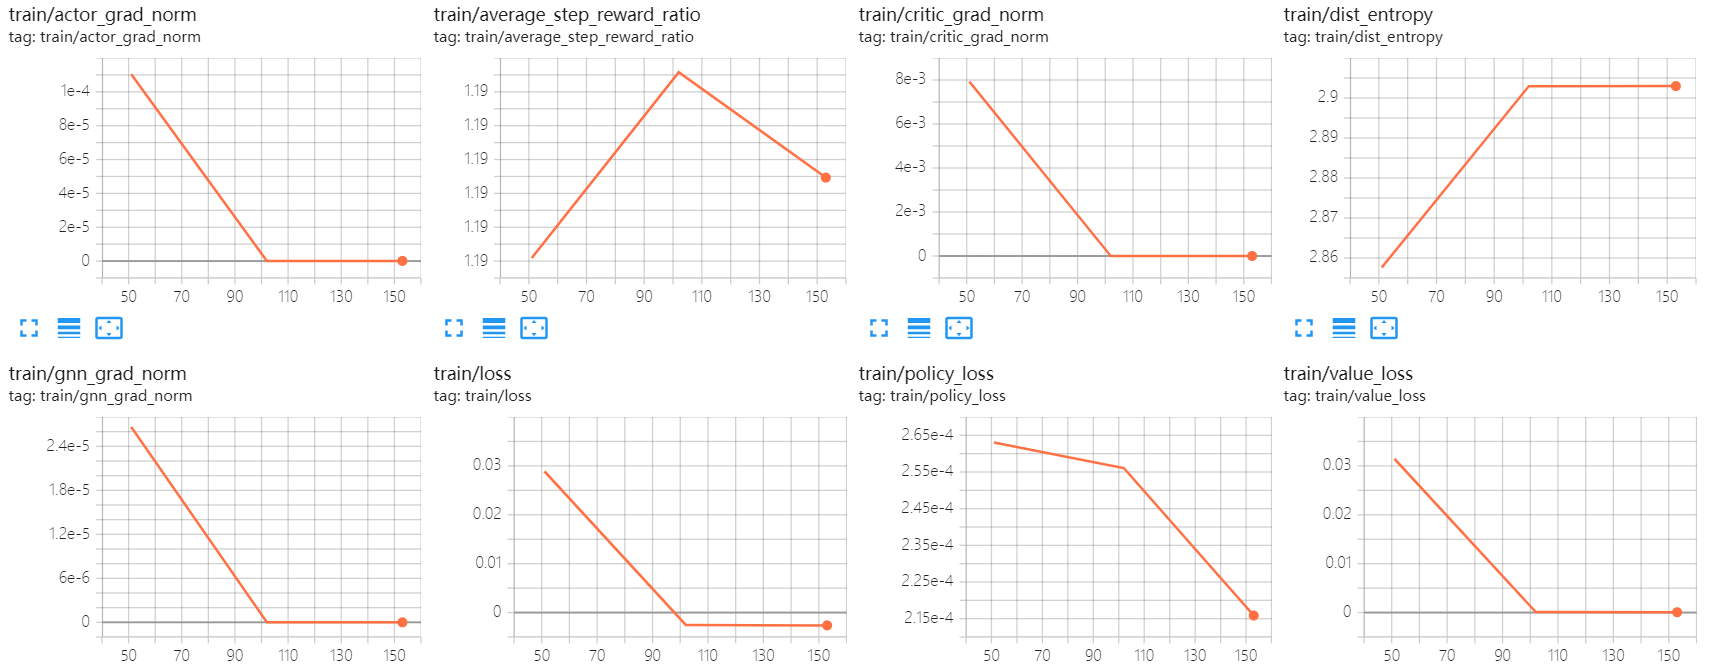 train/actor_grad_norm
tag: train/actor_grad_norm
1e-4
8e-5
6e-5
4e-5
2e-5
0
50 70 90 110 130 150
train/average_step_reward_ratio
tag: train/average_step_reward_ratio
1.19
1.19
1.19
1.19
1.19
1.19
50 70 90 110 130 150
train/critic_grad_norm
tag: train/critic_grad_norm
8e-3
6e-3
4e-3
2e-3
0
50 70 90 110 130 150
train/dist_entropy
tag: train/dist_entropy
2.9
2.89
2.88
2.87
2.86
50 70 90 110 130 150
train/gnn_grad_norm
tag: train/gnn_grad_norm
2.4e-5
1.8e-5
1.2e-5
6e-6
0
50 70 90 110 130 150
train/loss
tag: train/loss
0.03
0.02
0.01
0
50 70 90 110 130 150
train/policy_loss
tag: train/policy_loss
2.65e-4
2.55e-4
2.45e-4
2.35e-4
2.25e-4
2.15e-4
50 70 90 110 130 150
train/value_loss
tag: train/value_loss
0.03
0.02
0.01
0
50 70 90 110 130 150